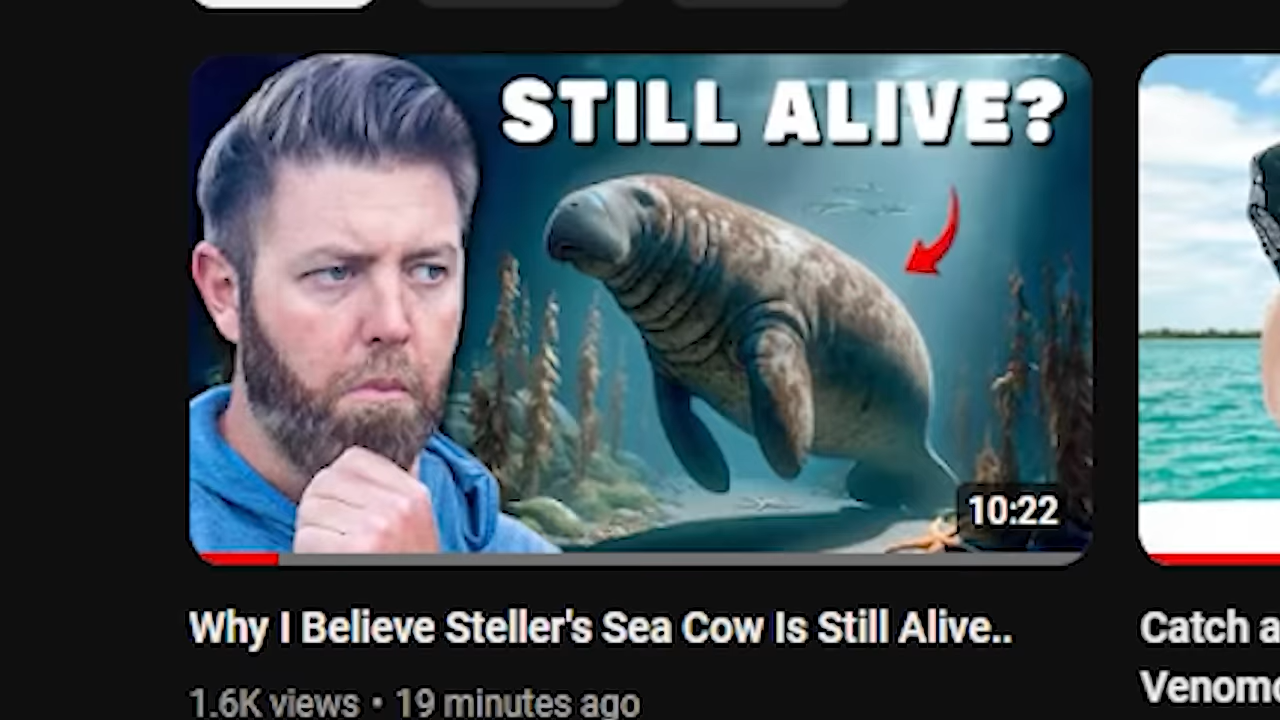 STILL ALIVE?
10:22
Why I Believe Steller's Sea Cow Is Still Alive..
1.6K views • 19 minutes ago
Catch a